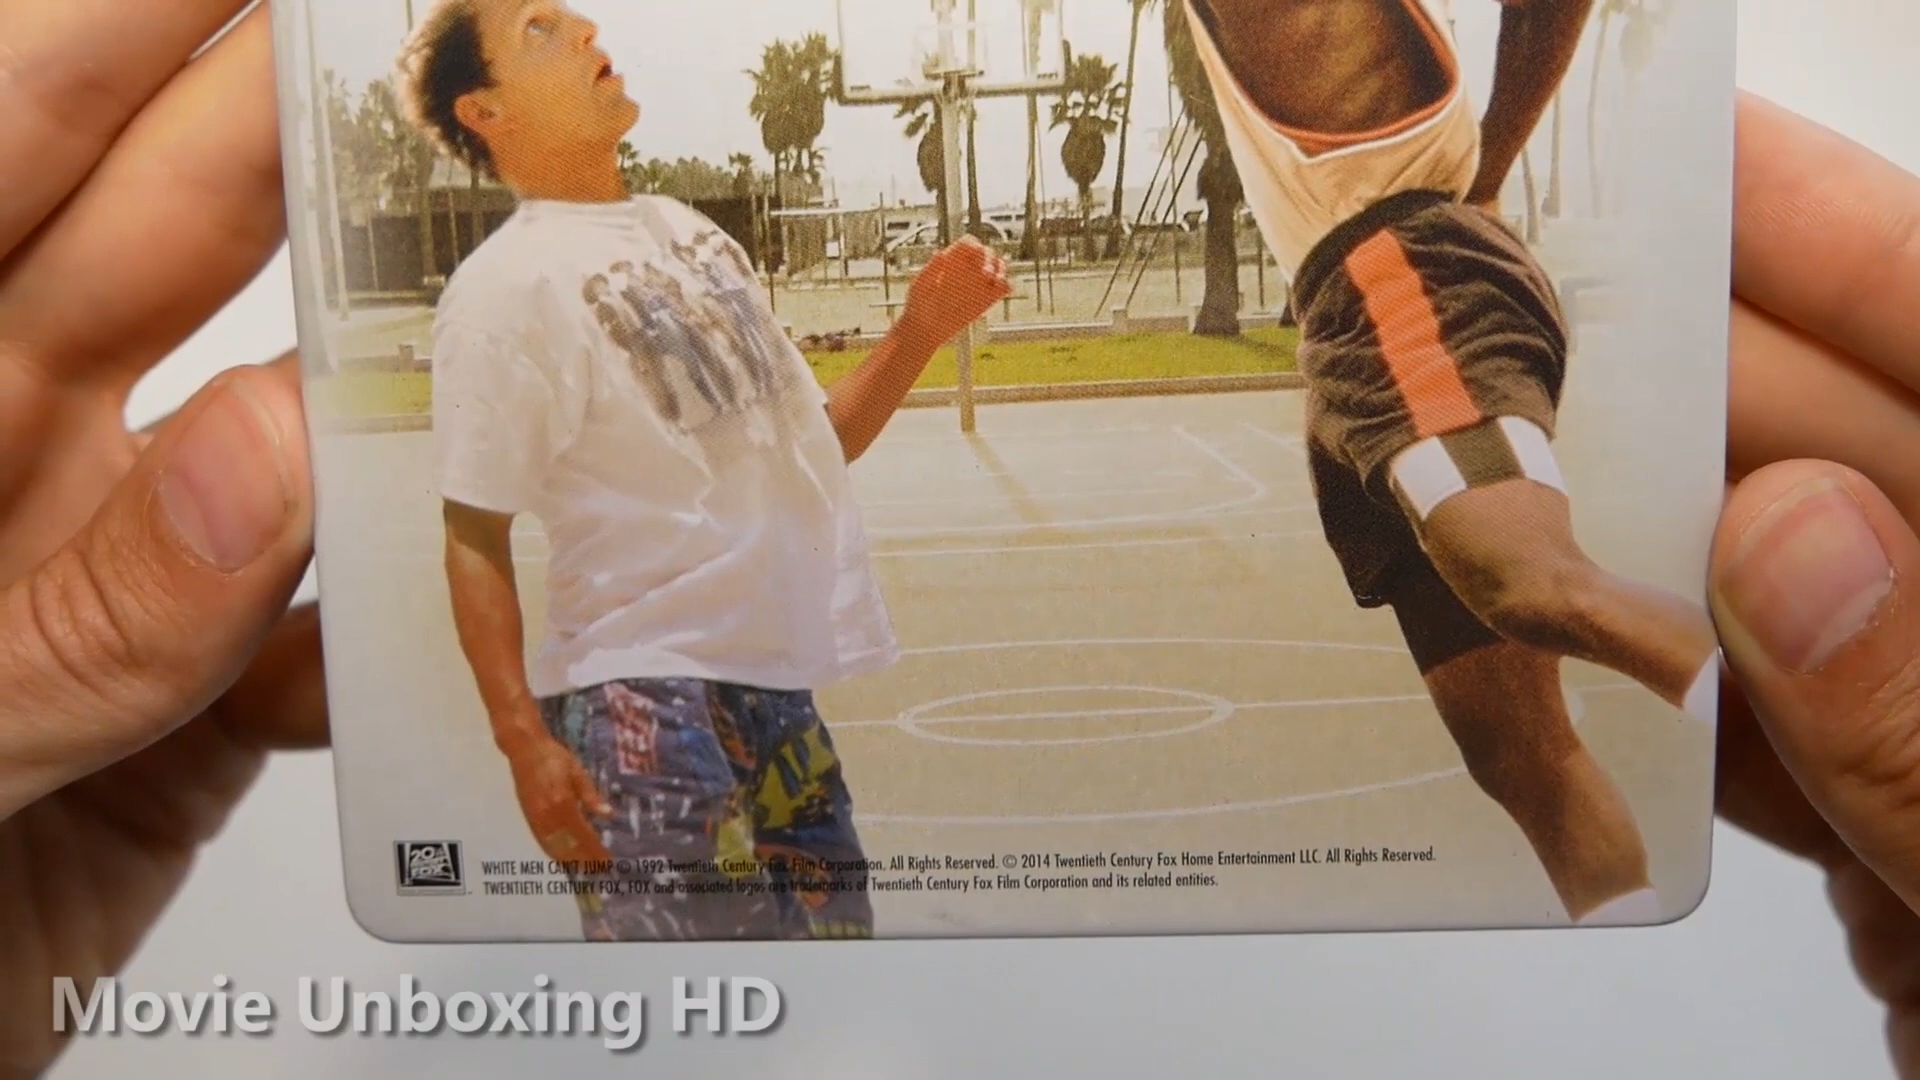 20TH
CENTURY
FOX
WHITE MEN CAN'T JUMP © 1992 Twentieth Century Fox Film Corporation. All Rights Reserved. © 2014 Twentieth Century Fox Home Entertainment LLC. All Rights Reserved.
TWENTIETH CENTURY FOX, FOX and associated logos are trademarks of Twentieth Century Fox Film Corporation and its related entities.
Movie Unboxing HD